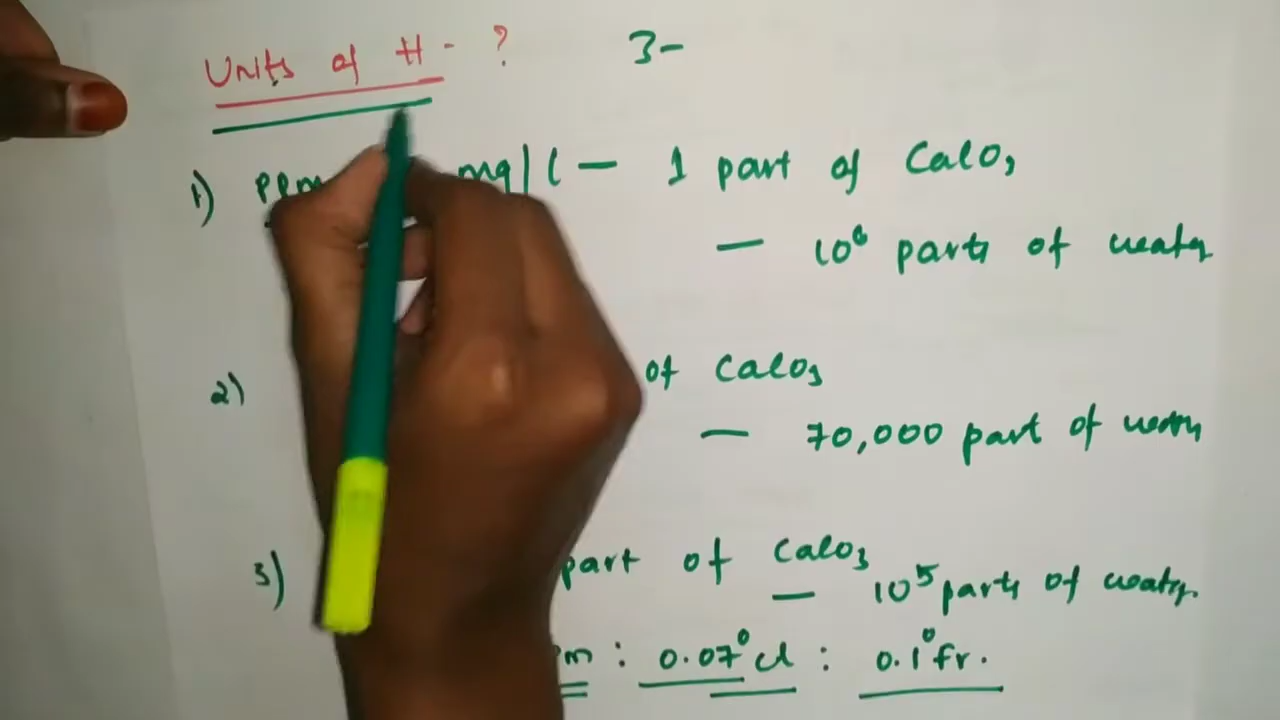 Units of H - ? 3-
1) PPm mg/l — 1 part of CaCO3
— 10⁶ parts of water
2) of CaCO3
— 70,000 part of water
3) part of CaCO3
— 10⁵ parts of water.
m : 0.07°cl : 0.1°fr.